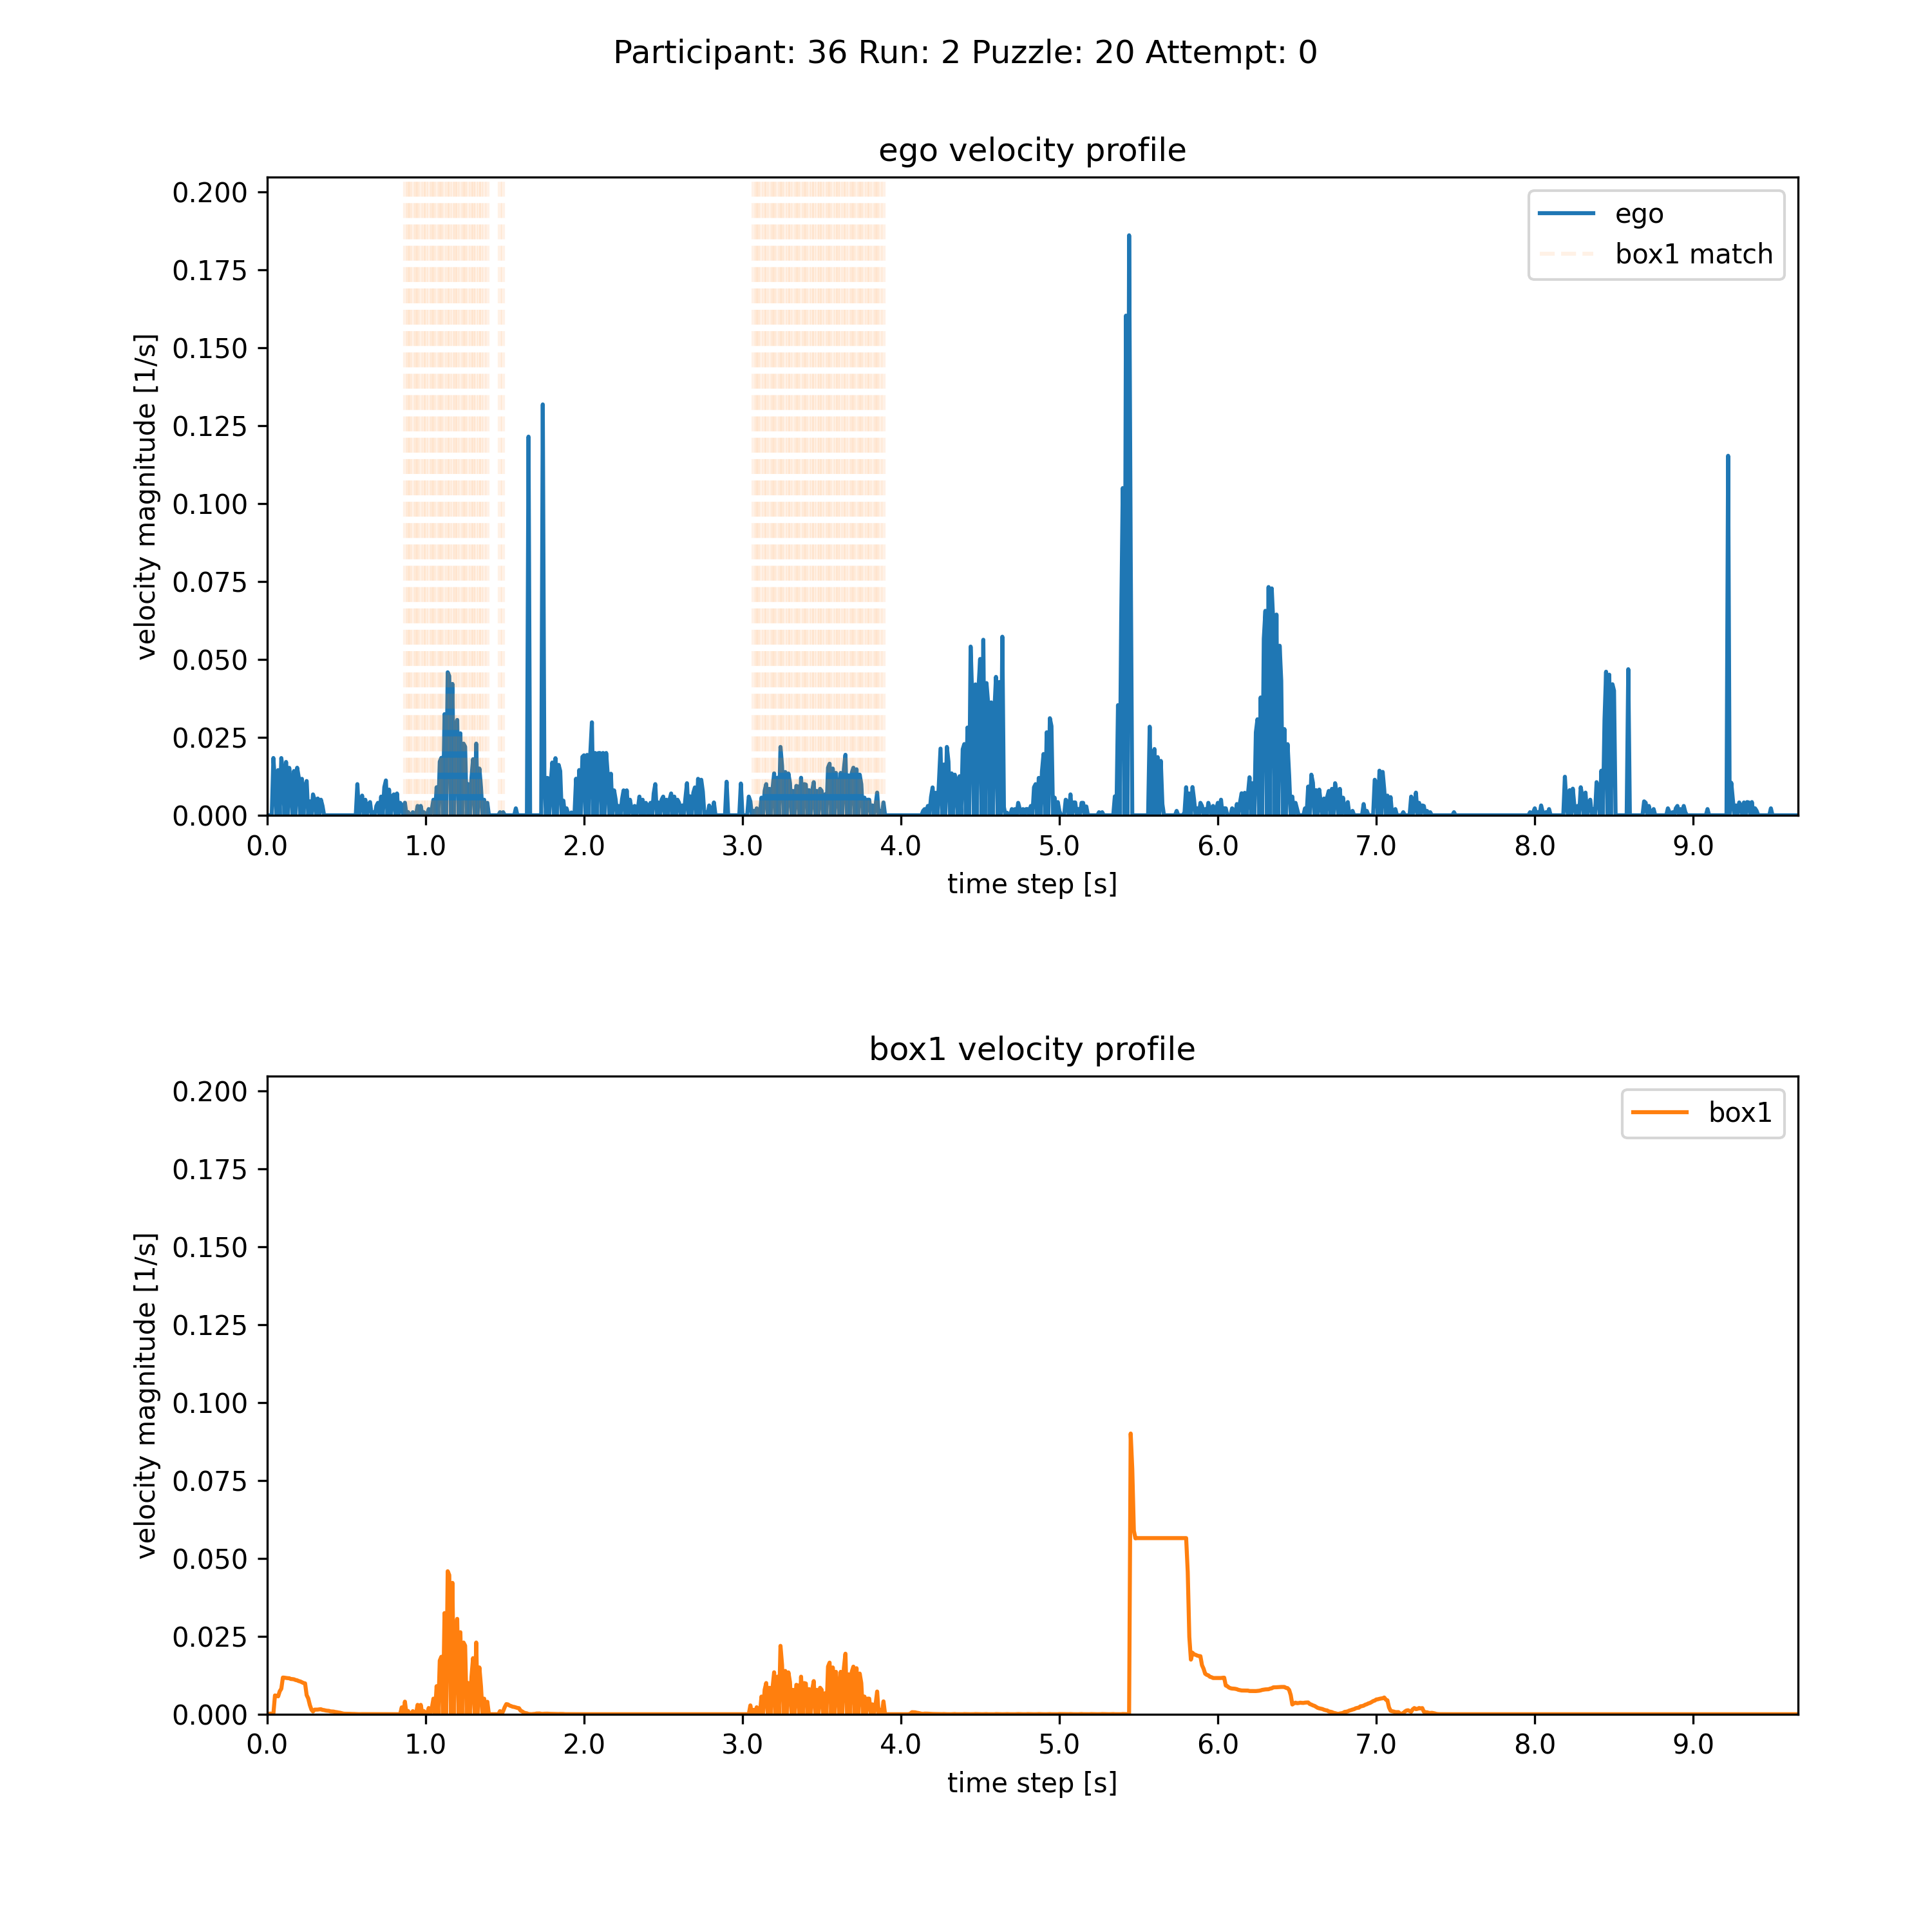 Participant: 36 Run: 2 Puzzle: 20 Attempt: 0
ego velocity profile
0.200
0.175
0.150
0.125
0.100
0.075
0.050
0.025
0.000
velocity magnitude [1/s]
ego
box1 match
0.0 1.0 2.0 3.0 4.0 5.0 6.0 7.0 8.0 9.0
time step [s]
box1 velocity profile
0.200
0.175
0.150
0.125
0.100
0.075
0.050
0.025
0.000
velocity magnitude [1/s]
box1
0.0 1.0 2.0 3.0 4.0 5.0 6.0 7.0 8.0 9.0
time step [s]